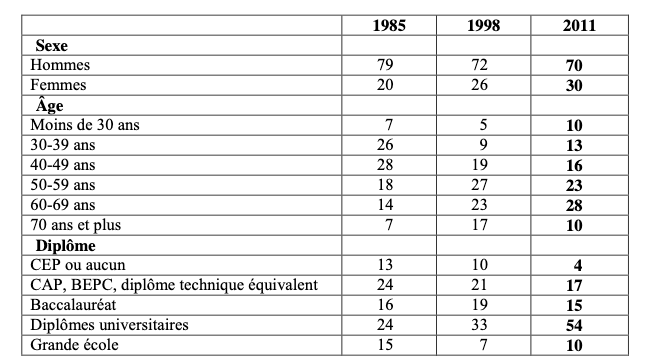 1985 1998 2011
Sexe
Hommes 79 72 70
Femmes 20 26 30
Âge
Moins de 30 ans 7 5 10
30-39 ans 26 9 13
40-49 ans 28 19 16
50-59 ans 18 27 23
60-69 ans 14 23 28
70 ans et plus 7 17 10
Diplôme
CEP ou aucun 13 10 4
CAP, BEPC, diplôme technique équivalent 24 21 17
Baccalauréat 16 19 15
Diplômes universitaires 24 33 54
Grande école 15 7 10